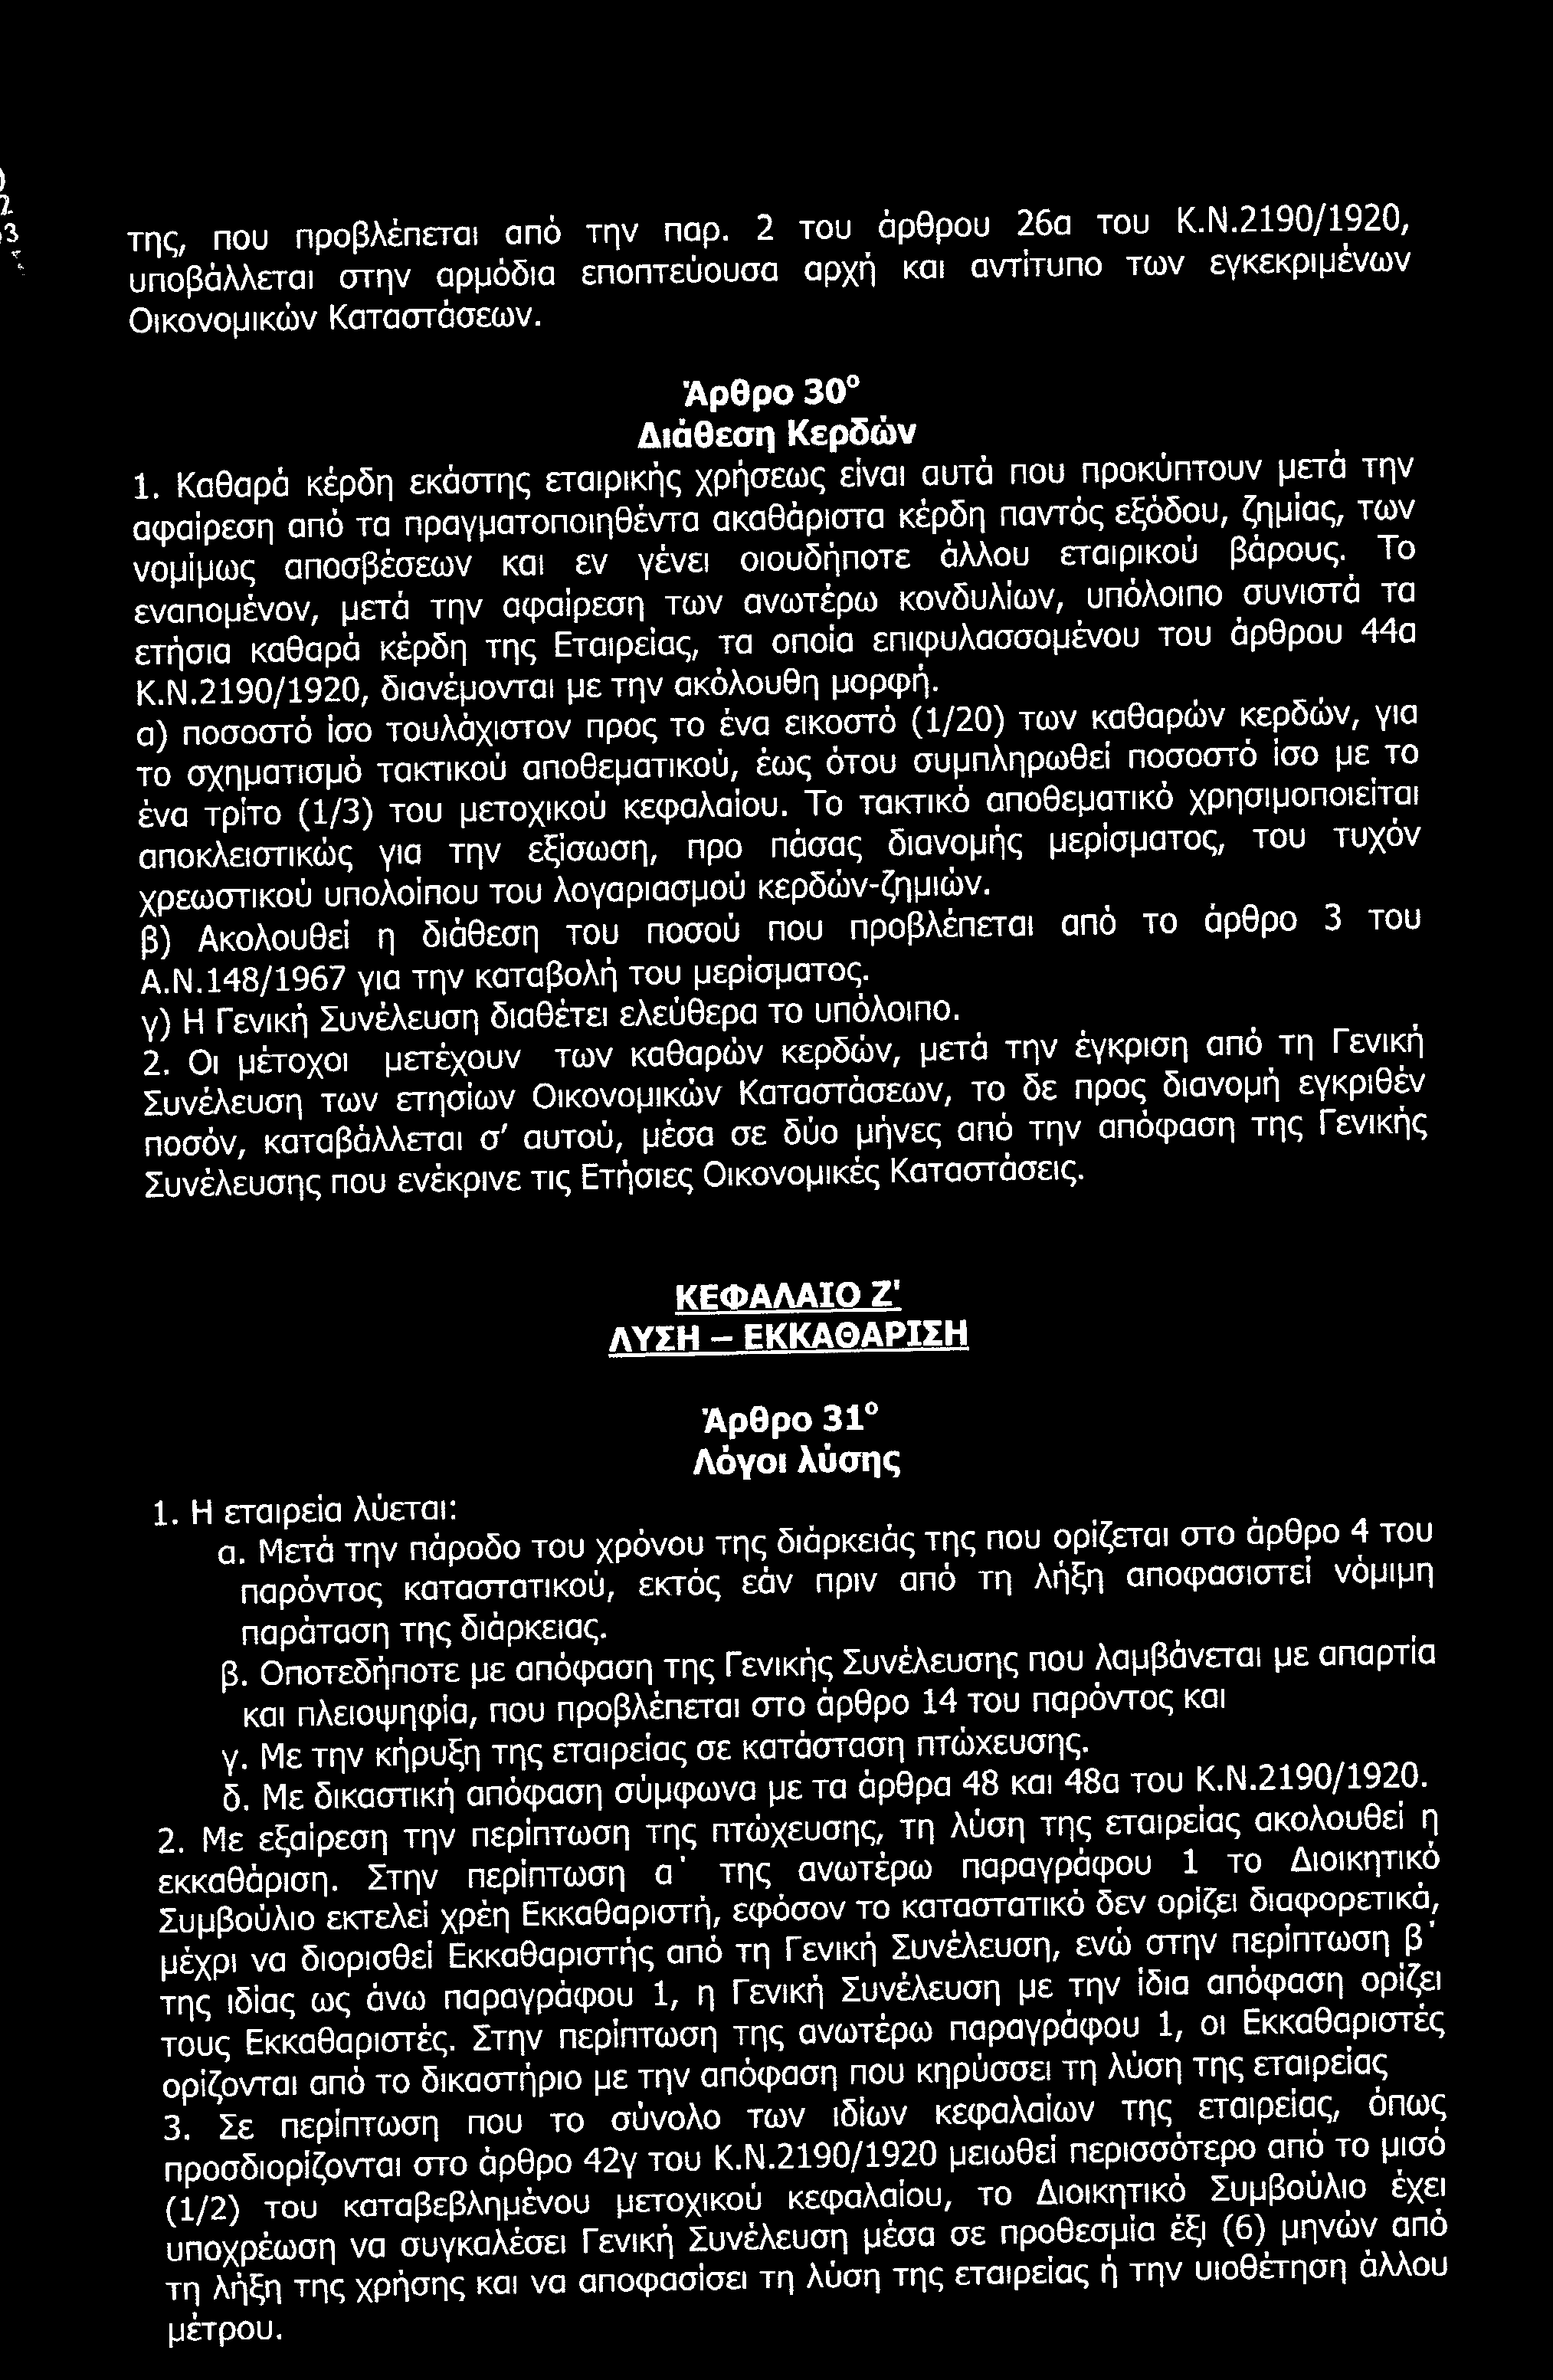 της, που προβλέπεται από την παρ. 2 του άρθρου 26α του Κ.Ν.2190/1920,
υποβάλλεται στην αρμόδια εποπτεύουσα αρχή και αντίτυπο των εγκεκριμένων
Οικονομικών Καταστάσεων.
Άρθρο 30°
Διάθεση Κερδών
1. Καθαρά κέρδη εκάστης εταιρικής χρήσεως είναι αυτά που προκύπτουν μετά την
αφαίρεση από τα πραγματοποιηθέντα ακαθάριστα κέρδη παντός εξόδου, ζημίας, των
νομίμως αποσβέσεων και εν γένει οιουδήποτε άλλου εταιρικού βάρους. Το
εναπομένον, μετά την αφαίρεση των ανωτέρω κονδυλίων, υπόλοιπο συνιστά τα
ετήσια καθαρά κέρδη της Εταιρείας, τα οποία επιφυλασσομένου του άρθρου 44α
Κ.Ν.2190/1920, διανέμονται με την ακόλουθη μορφή.
α) ποσοστό ίσο τουλάχιστον προς το ένα εικοστό (1/20) των καθαρών κερδών, για
το σχηματισμό τακτικού αποθεματικού, έως ότου συμπληρωθεί ποσοστό ίσο με το
ένα τρίτο (1/3) του μετοχικού κεφαλαίου. Το τακτικό αποθεματικό χρησιμοποιείται
αποκλειστικώς για την εξίσωση, προ πάσας διανομής μερίσματος, του τυχόν
χρεωστικού υπολοίπου του λογαριασμού κερδών-ζημιών.
β) Ακολουθεί η διάθεση του ποσού που προβλέπεται από το άρθρο 3 του
Α.Ν.148/1967 για την καταβολή του μερίσματος.
γ) Η Γενική Συνέλευση διαθέτει ελεύθερα το υπόλοιπο.
2. Οι μέτοχοι μετέχουν των καθαρών κερδών, μετά την έγκριση από τη Γενική
Συνέλευση των ετησίων Οικονομικών Καταστάσεων, το δε προς διανομή εγκριθέν
ποσόν, καταβάλλεται σ' αυτού, μέσα σε δύο μήνες από την απόφαση της Γενικής
Συνέλευσης που ενέκρινε τις Ετήσιες Οικονομικές Καταστάσεις.
ΚΕΦΑΛΑΙΟ Ζ'
ΛΥΣΗ – ΕΚΚΑΘΑΡΙΣΗ
Άρθρο 31°
Λόγοι λύσης
1. Η εταιρεία λύεται:
α. Μετά την πάροδο του χρόνου της διάρκειάς της που ορίζεται στο άρθρο 4 του
παρόντος καταστατικού, εκτός εάν πριν από τη λήξη αποφασιστεί νόμιμη
παράταση της διάρκειας.
β. Οποτεδήποτε με απόφαση της Γενικής Συνέλευσης που λαμβάνεται με απαρτία
και πλειοψηφία, που προβλέπεται στο άρθρο 14 του παρόντος και
γ. Με την κήρυξη της εταιρείας σε κατάσταση πτώχευσης.
δ. Με δικαστική απόφαση σύμφωνα με τα άρθρα 48 και 48α του Κ.Ν.2190/1920.
2. Με εξαίρεση την περίπτωση της πτώχευσης, τη λύση της εταιρείας ακολουθεί η
εκκαθάριση. Στην περίπτωση α΄ της ανωτέρω παραγράφου 1 το Διοικητικό
Συμβούλιο εκτελεί χρέη Εκκαθαριστή, εφόσον το καταστατικό δεν ορίζει διαφορετικά,
μέχρι να διορισθεί Εκκαθαριστής από τη Γενική Συνέλευση, ενώ στην περίπτωση β΄
της ιδίας ως άνω παραγράφου 1, η Γενική Συνέλευση με την ίδια απόφαση ορίζει
τους Εκκαθαριστές. Στην περίπτωση της ανωτέρω παραγράφου 1, οι Εκκαθαριστές
ορίζονται από το δικαστήριο με την απόφαση που κηρύσσει τη λύση της εταιρείας
3. Σε περίπτωση που το σύνολο των ιδίων κεφαλαίων της εταιρείας, όπως
προσδιορίζονται στο άρθρο 42γ του Κ.Ν.2190/1920 μειωθεί περισσότερο από το μισό
(1/2) του καταβεβλημένου μετοχικού κεφαλαίου, το Διοικητικό Συμβούλιο έχει
υποχρέωση να συγκαλέσει Γενική Συνέλευση μέσα σε προθεσμία έξι (6) μηνών από
τη λήξη της χρήσης και να αποφασίσει τη λύση της εταιρείας ή την υιοθέτηση άλλου
μέτρου.